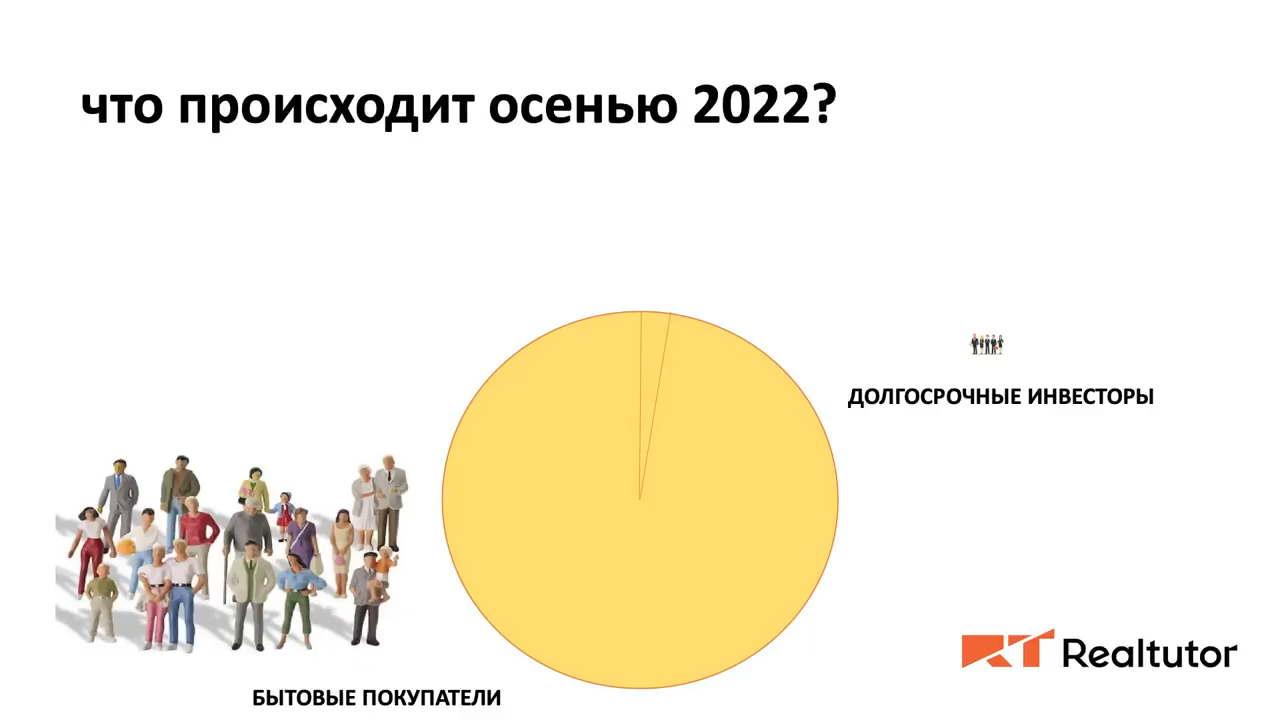 что происходит осенью 2022?
ДОЛГОСРОЧНЫЕ ИНВЕСТОРЫ
Realtutor
БЫТОВЫЕ ПОКУПАТЕЛИ